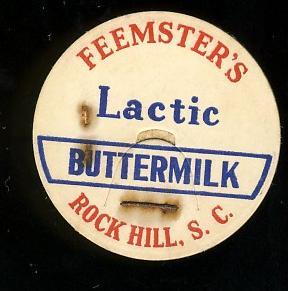 FEEMSTER'S
Lactic
BUTTERMILK
ROCK HILL, S. C.